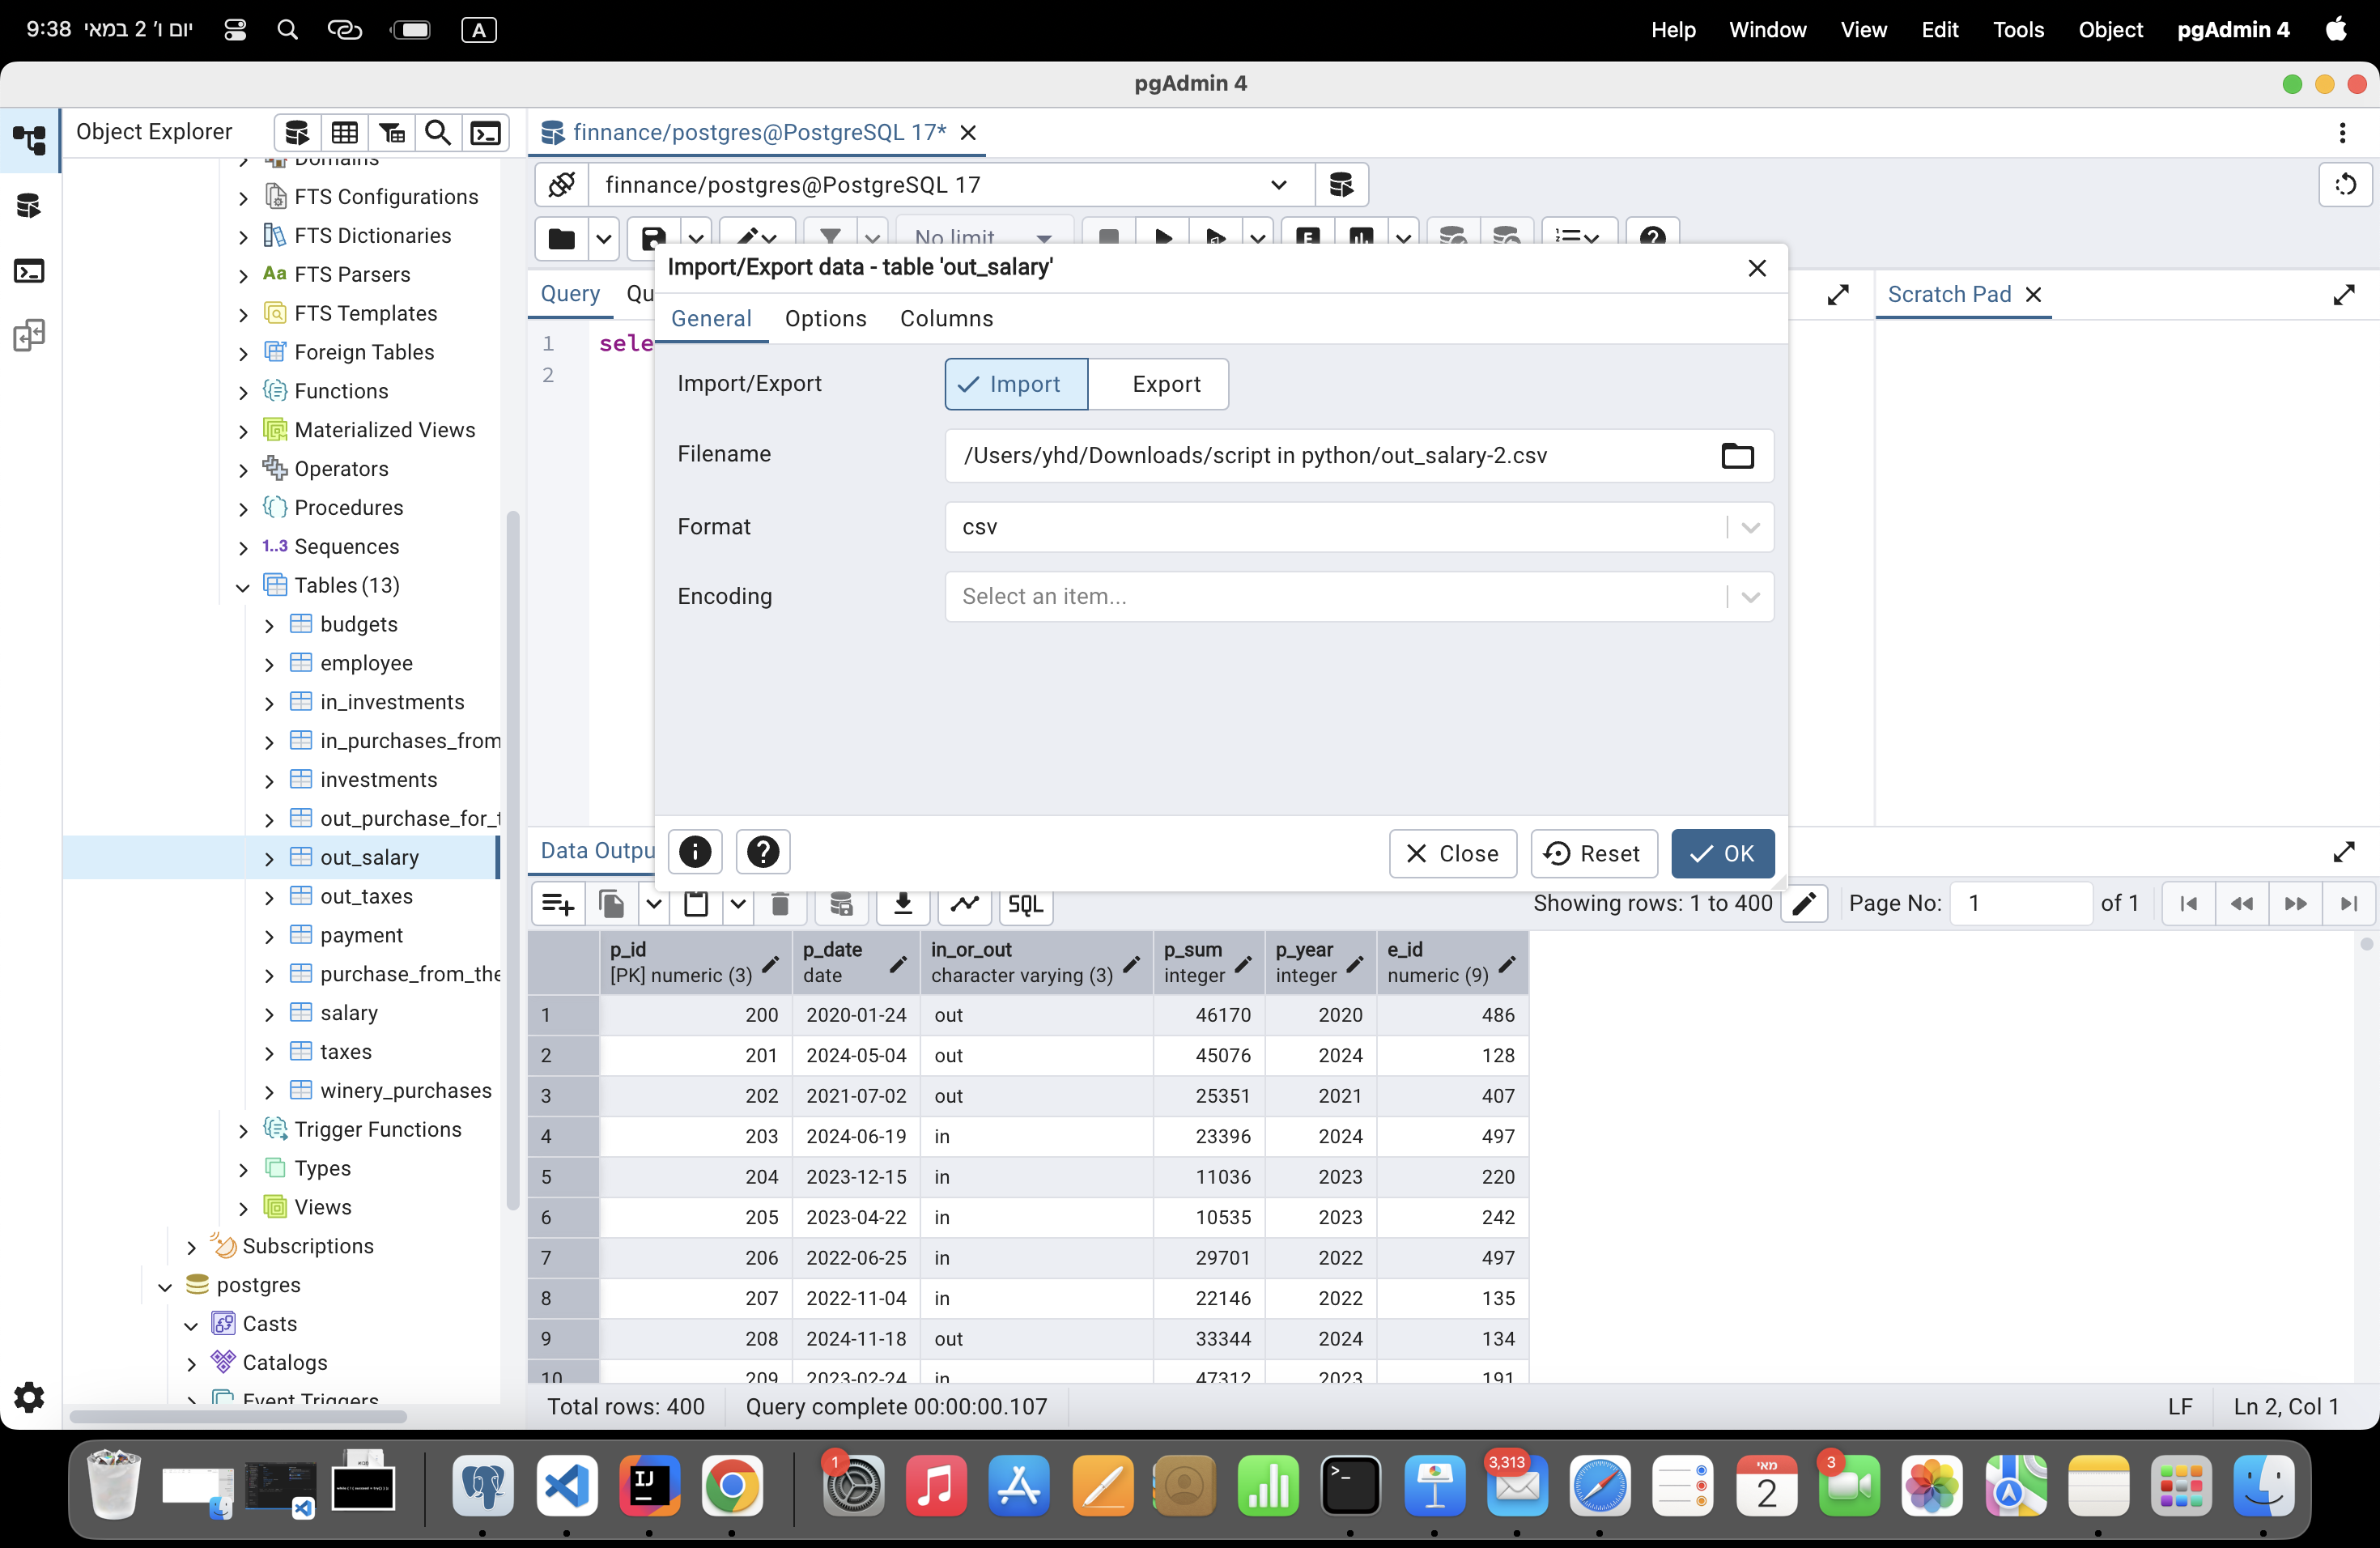 9:38 יום ו׳ 2 במאי A Help Window View Edit Tools Object pgAdmin 4
pgAdmin 4
Object Explorer
finnance/postgres@PostgreSQL 17*
finnance/postgres@PostgreSQL 17
No limit
Domains
FTS Configurations
FTS Dictionaries
Aa FTS Parsers
FTS Templates
Foreign Tables
Functions
Materialized Views
Operators
Procedures
1..3 Sequences
Tables (13)
budgets
employee
in_investments
in_purchases_from
investments
out_purchase_for_t
out_salary
out_taxes
payment
purchase_from_the
salary
taxes
winery_purchases
Trigger Functions
Types
Views
Subscriptions
postgres
Casts
Catalogs
Event Triggers
Query Qu
1 sele
2
Scratch Pad
Import/Export data - table 'out_salary'
General Options Columns
Import/Export Import Export
Filename /Users/yhd/Downloads/script in python/out_salary-2.csv
Format csv
Encoding Select an item...
Close Reset OK
Data Outpu
SQL Showing rows: 1 to 400 Page No: 1 of 1
p_id p_date in_or_out p_sum p_year e_id
[PK] numeric (3) date character varying (3) integer integer numeric (9)
1 200 2020-01-24 out 46170 2020 486
2 201 2024-05-04 out 45076 2024 128
3 202 2021-07-02 out 25351 2021 407
4 203 2024-06-19 in 23396 2024 497
5 204 2023-12-15 in 11036 2023 220
6 205 2023-04-22 in 10535 2023 242
7 206 2022-06-25 in 29701 2022 497
8 207 2022-11-04 in 22146 2022 135
9 208 2024-11-18 out 33344 2024 134
10 209 2023-02-24 in 47312 2023 191
Total rows: 400 Query complete 00:00:00.107 LF Ln 2, Col 1
IJ 1 >_ 3,313 מאי 2 3